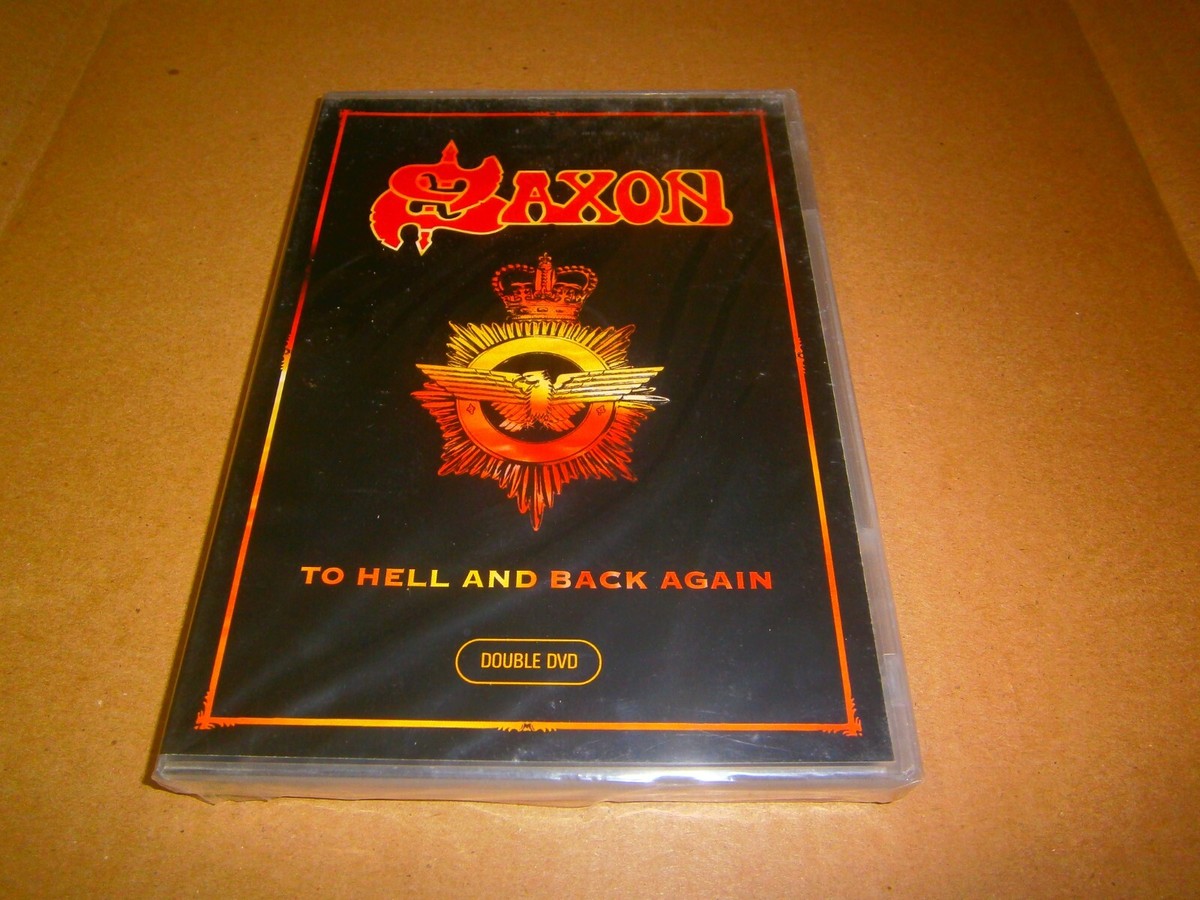 SAXON
TO HELL AND BACK AGAIN
DOUBLE DVD